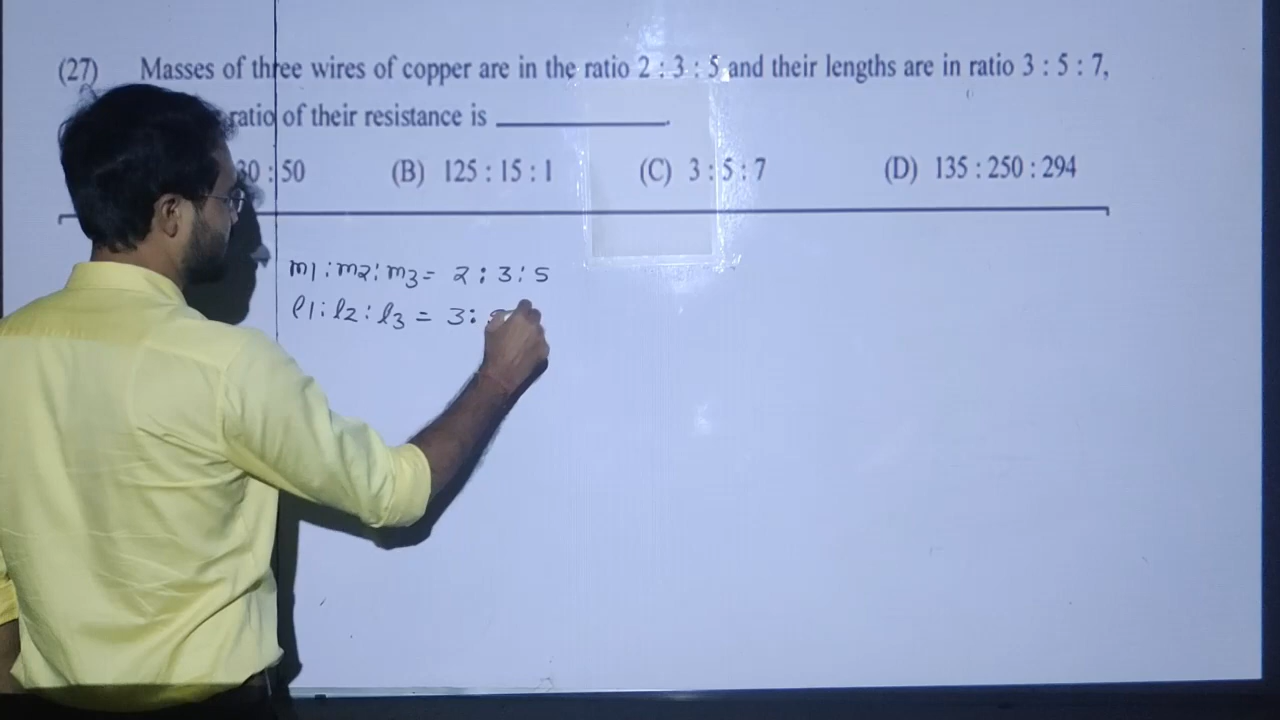 (27) Masses of three wires of copper are in the ratio 2 : 3 : 5 and their lengths are in ratio 3 : 5 : 7,
ratio of their resistance is ____________.
30 : 50 (B) 125 : 15 : 1 (C) 3 : 5 : 7 (D) 135 : 250 : 294
m1 : m2 : m3 = 2 : 3 : 5
l1 : l2 : l3 = 3 :